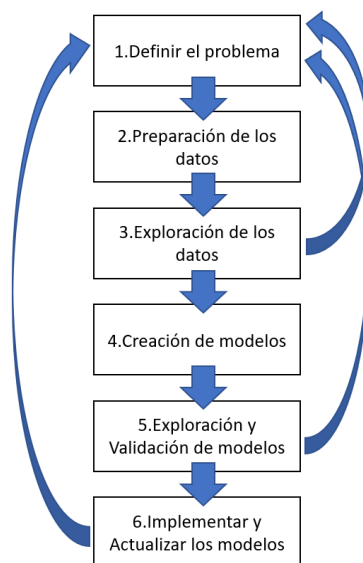 1.Definir el problema
2.Preparación de los
datos
3.Exploración de los
datos
4.Creación de modelos
5.Exploración y
Validación de modelos
6.Implementar y
Actualizar los modelos